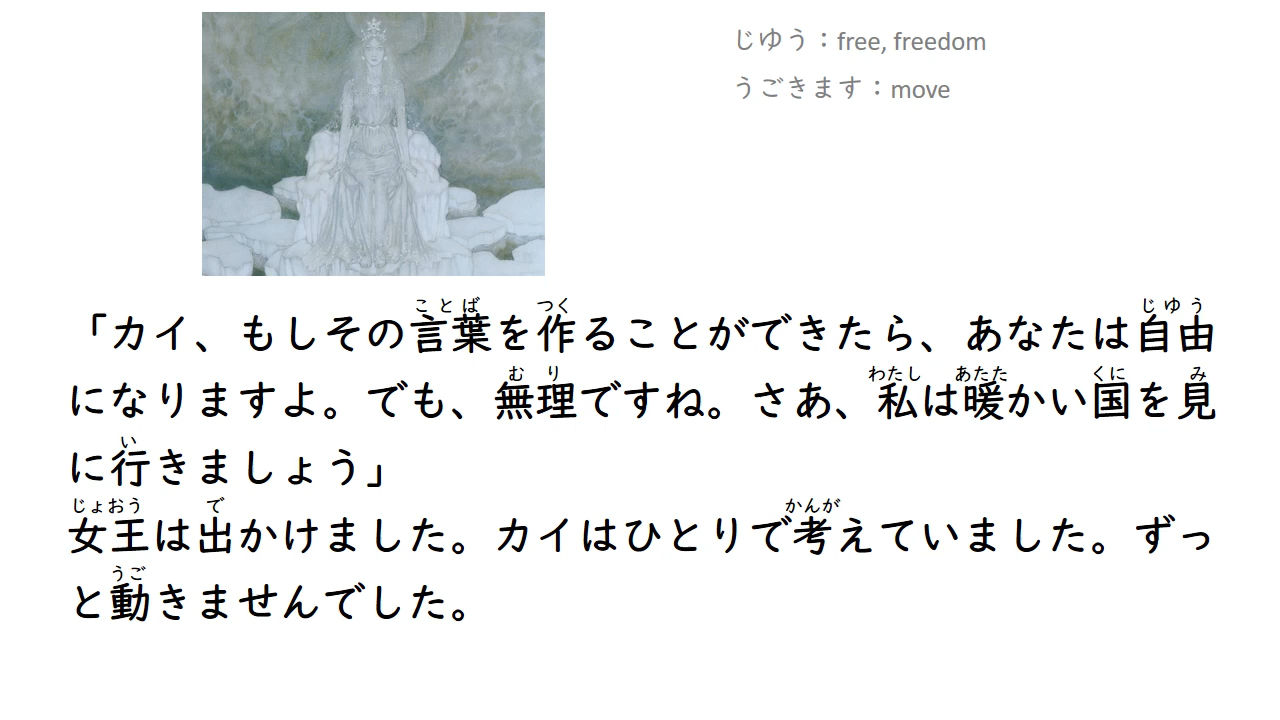 じゆう：free, freedom
うごきます：move
「カイ、もしその言葉を作ることができたら、あなたは自由
になりますよ。でも、無理ですね。さあ、私は暖かい国を見
に行きましょう」
女王は出かけました。カイはひとりで考えていました。ずっ
と動きませんでした。